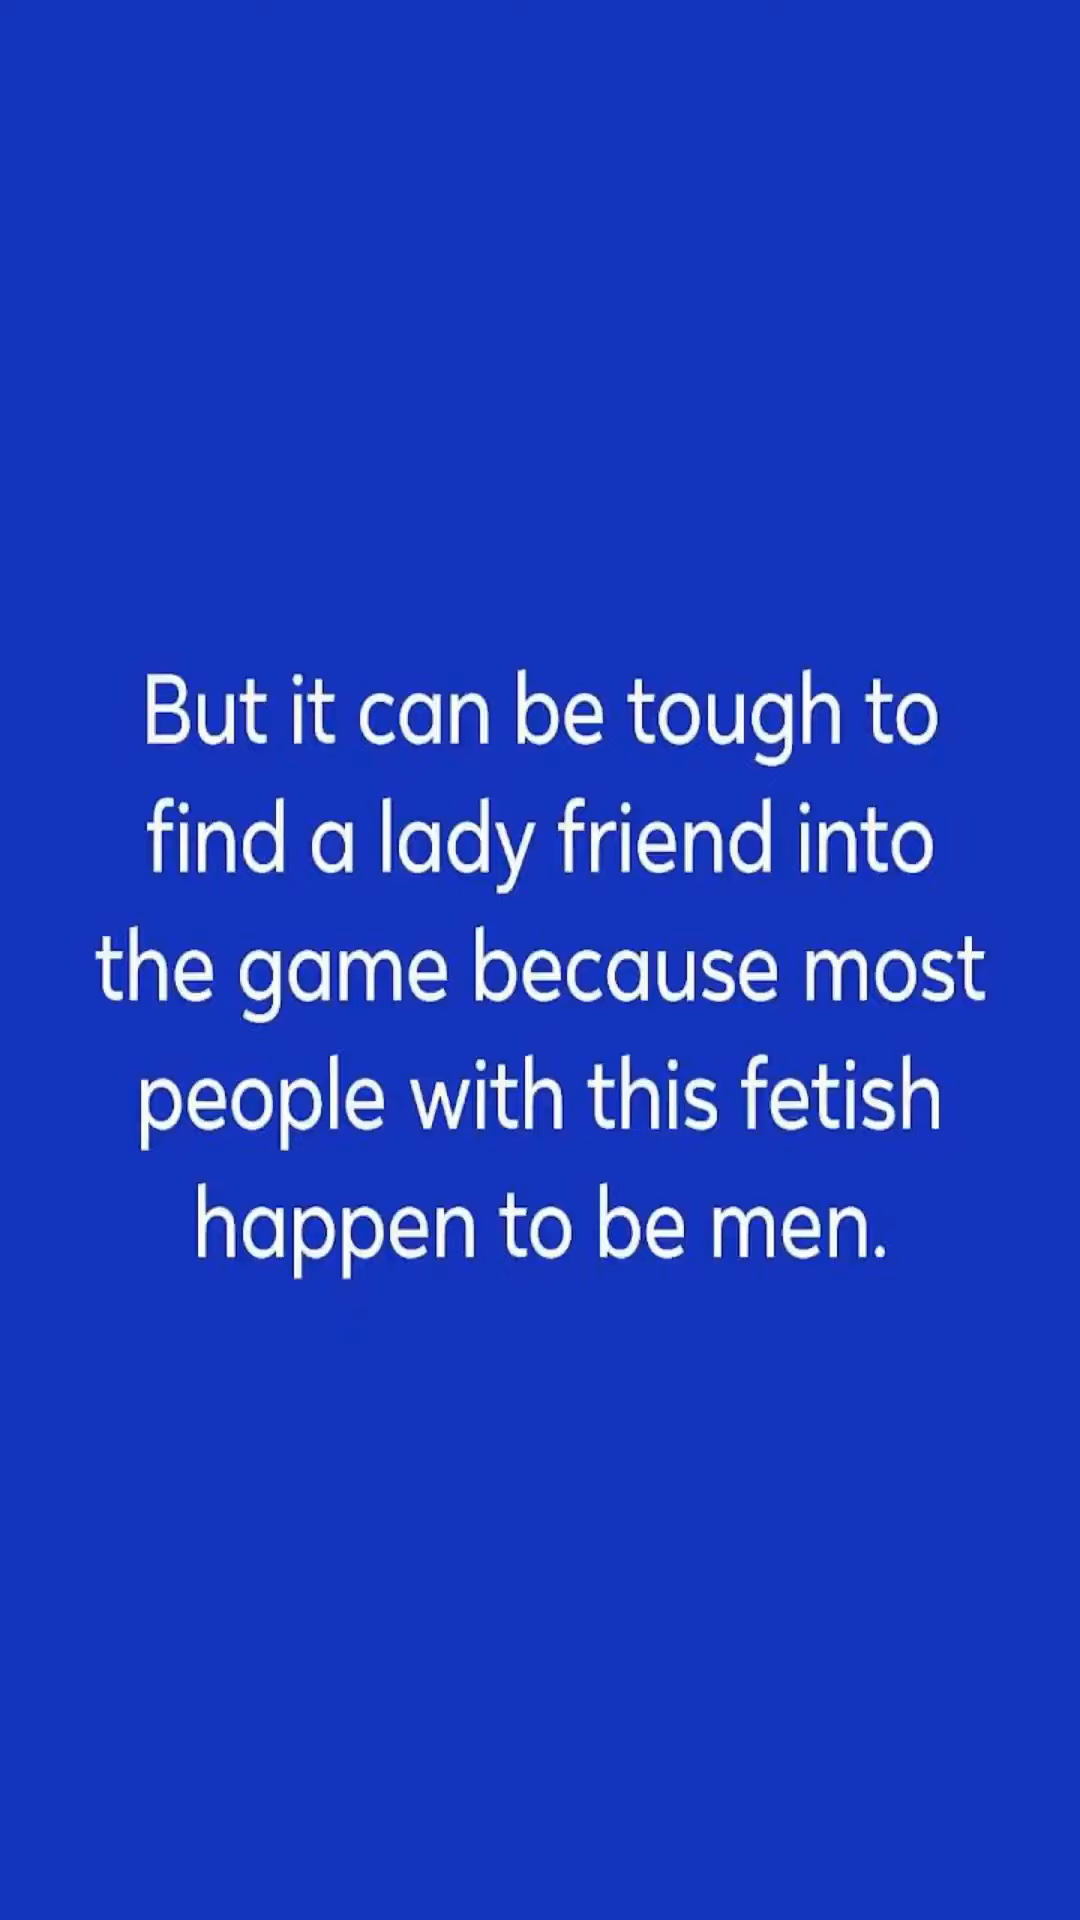 But it can be tough to
find a lady friend into
the game because most
people with this fetish
happen to be men.